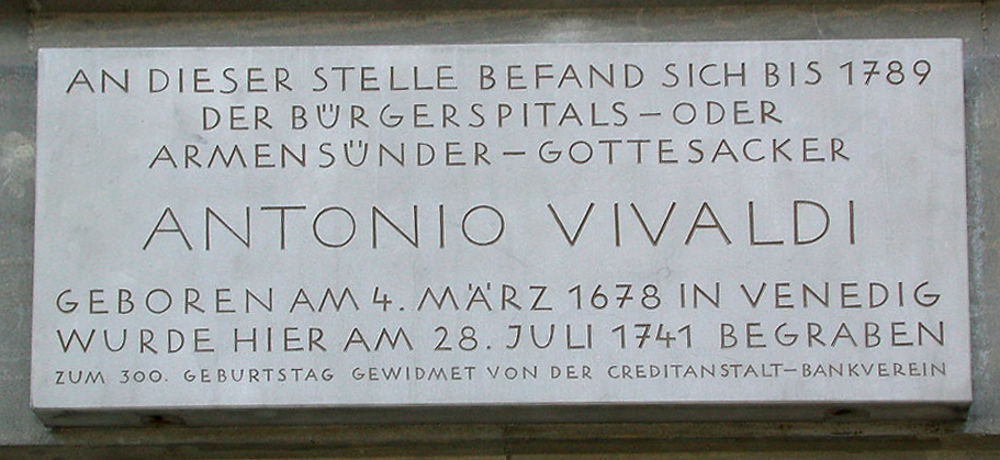 AN DIESER STELLE BEFAND SICH BIS 1789
DER BÜRGERSPITALS – ODER
ARMENSÜNDER – GOTTESACKER
ANTONIO VIVALDI
GEBOREN AM 4. MÄRZ 1678 IN VENEDIG
WURDE HIER AM 28. JULI 1741 BEGRABEN
ZUM 300. GEBURTSTAG GEWIDMET VON DER CREDITANSTALT–BANKVEREIN